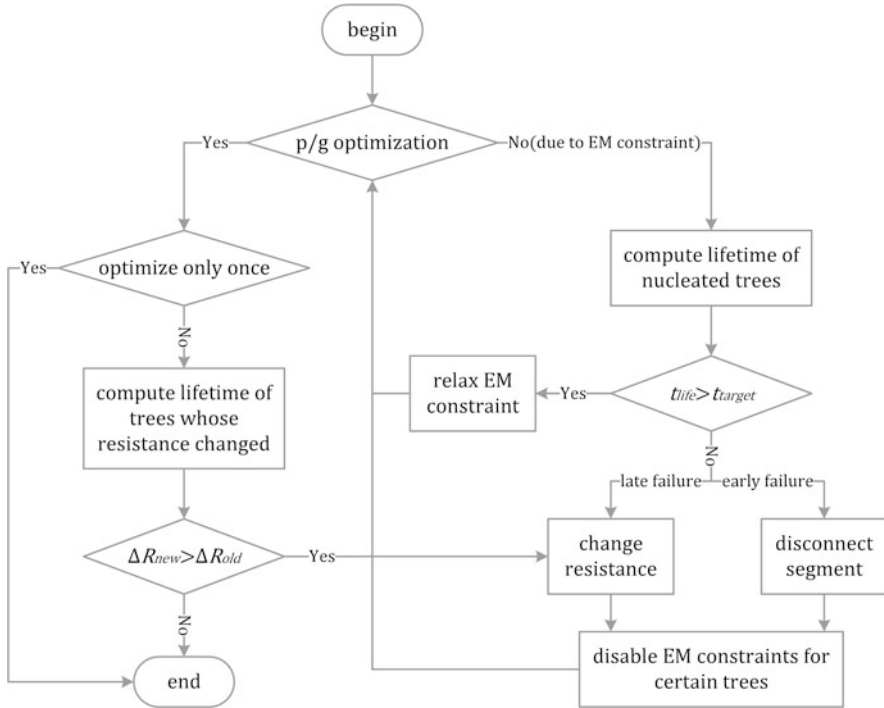 begin
p/g optimization
Yes
No(due to EM constraint)
optimize only once
Yes
compute lifetime of
nucleated trees
No
relax EM
constraint
Yes
tlife>ttarget
compute lifetime of
trees whose
resistance changed
No
late failure
early failure
ΔRnew>ΔRold
Yes
change
resistance
disconnect
segment
No
end
disable EM constraints for
certain trees